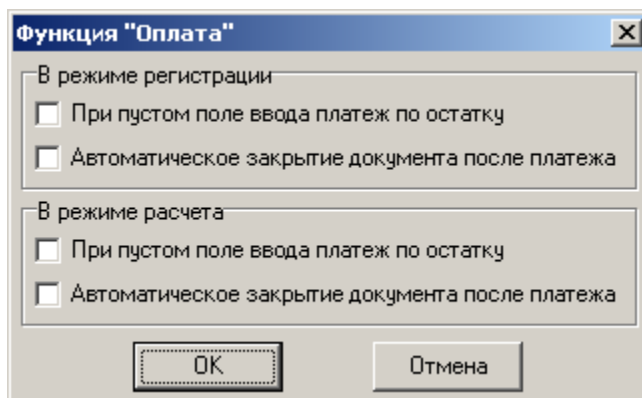 Функция "Оплата"
В режиме регистрации
При пустом поле ввода платеж по остатку
Автоматическое закрытие документа после платежа
В режиме расчета
При пустом поле ввода платеж по остатку
Автоматическое закрытие документа после платежа
OK
Отмена